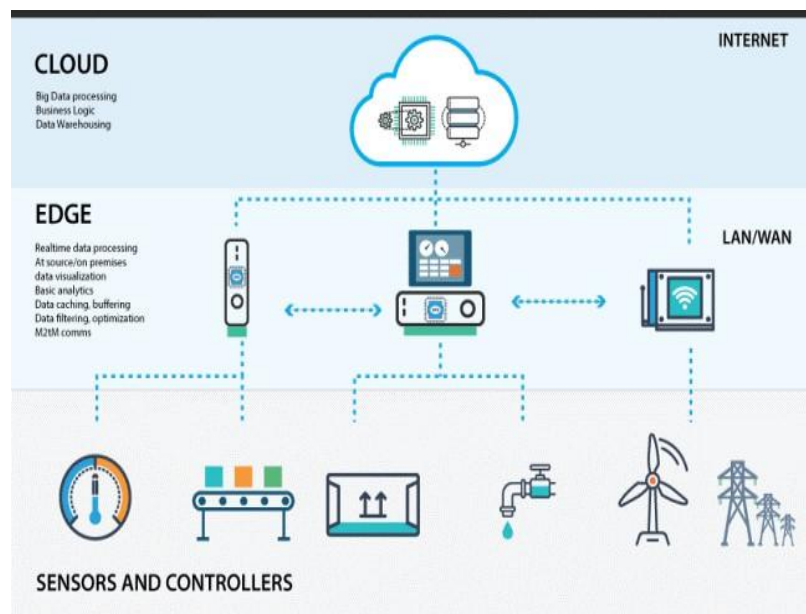 INTERNET
CLOUD
Big Data processing
Business Logic
Data Warehousing
EDGE
LAN/WAN
Realtime data processing
At source/on premises
data visualization
Basic analytics
Data caching, buffering
Data filtering, optimization
M2tM comms
SENSORS AND CONTROLLERS